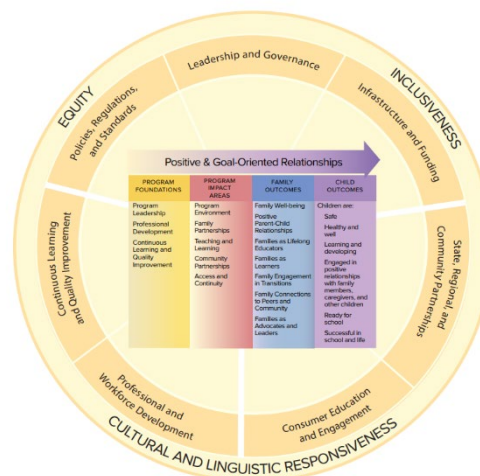 EQUITY
INCLUSIVENESS
CULTURAL AND LINGUISTIC RESPONSIVENESS
Leadership and Governance
Infrastructure and Funding
State, Regional, and
Community Partnerships
Consumer Education
and Engagement
Professional and
Workforce Development
Continuous Learning
and Quality Improvement
Policies, Regulations,
and Standards
Positive & Goal-Oriented Relationships
PROGRAM
FOUNDATIONS
Program
Leadership
Professional
Development
Continuous
Learning and
Quality
Improvement
PROGRAM
IMPACT
AREAS
Program
Environment
Family
Partnerships
Teaching and
Learning
Community
Partnerships
Access and
Continuity
FAMILY
OUTCOMES
Family Well-being
Positive
Parent-Child
Relationships
Families as Lifelong
Educators
Families as
Learners
Family Engagement
in Transitions
Family Connections
to Peers and
Community
Families as
Advocates and
Leaders
CHILD
OUTCOMES
Children are:
Safe
Healthy and
well
Learning and
developing
Engaged in
positive
relationships
with family
members,
caregivers, and
other children
Ready for
school
Successful in
school and life